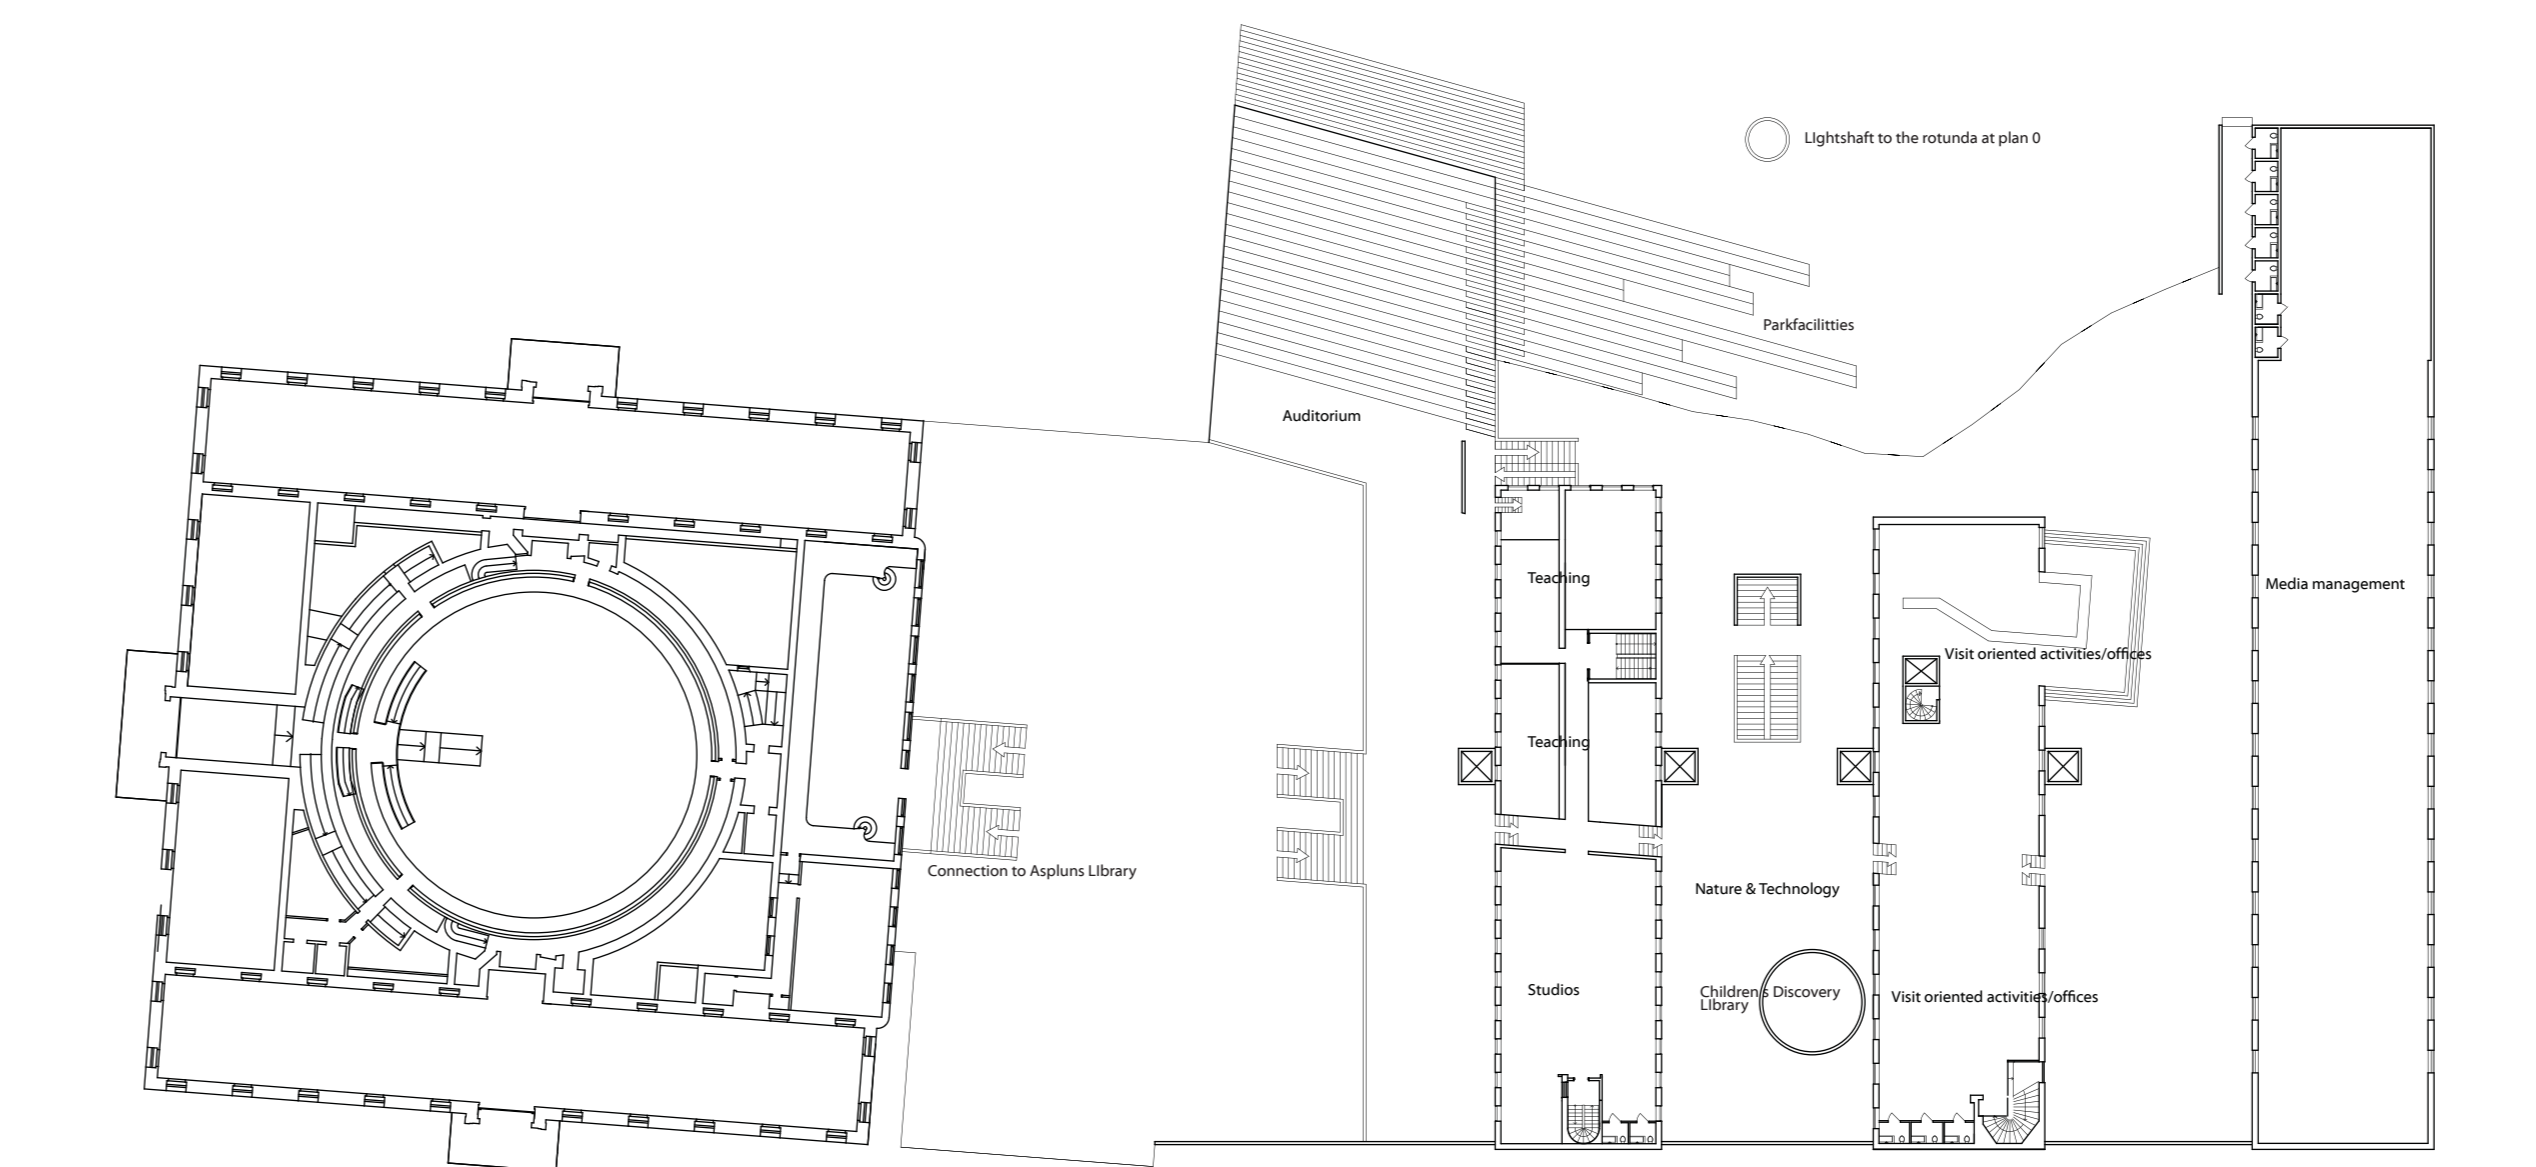 LIghtshaft to the rotunda at plan 0
Parkfacilitties
Auditorium
Teaching
Media management
Visit oriented activities/offices
Teaching
Connection to Aspluns LIbrary
Nature & Technology
Studios
Children's Discovery
LIbrary
Visit oriented activities/offices